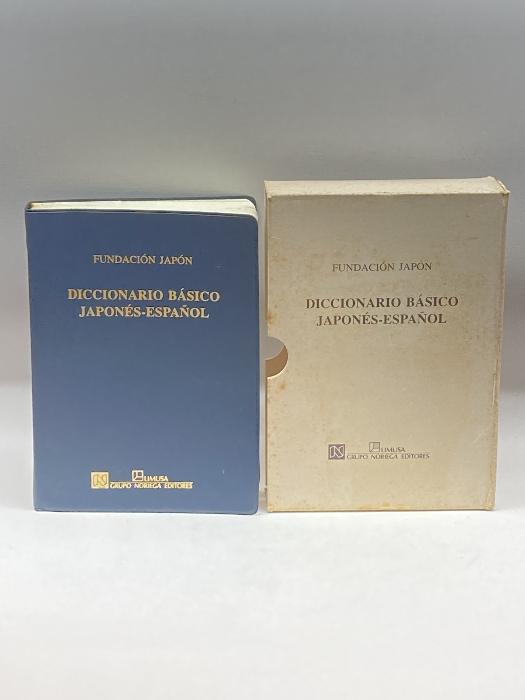 FUNDACIÓN JAPÓN
DICCIONARIO BÁSICO
JAPONÉS-ESPAÑOL
LIMUSA
GRUPO NORIEGA EDITORES
FUNDACIÓN JAPÓN
DICCIONARIO BÁSICO
JAPONÉS-ESPAÑOL
LIMUSA
GRUPO NORIEGA EDITORES